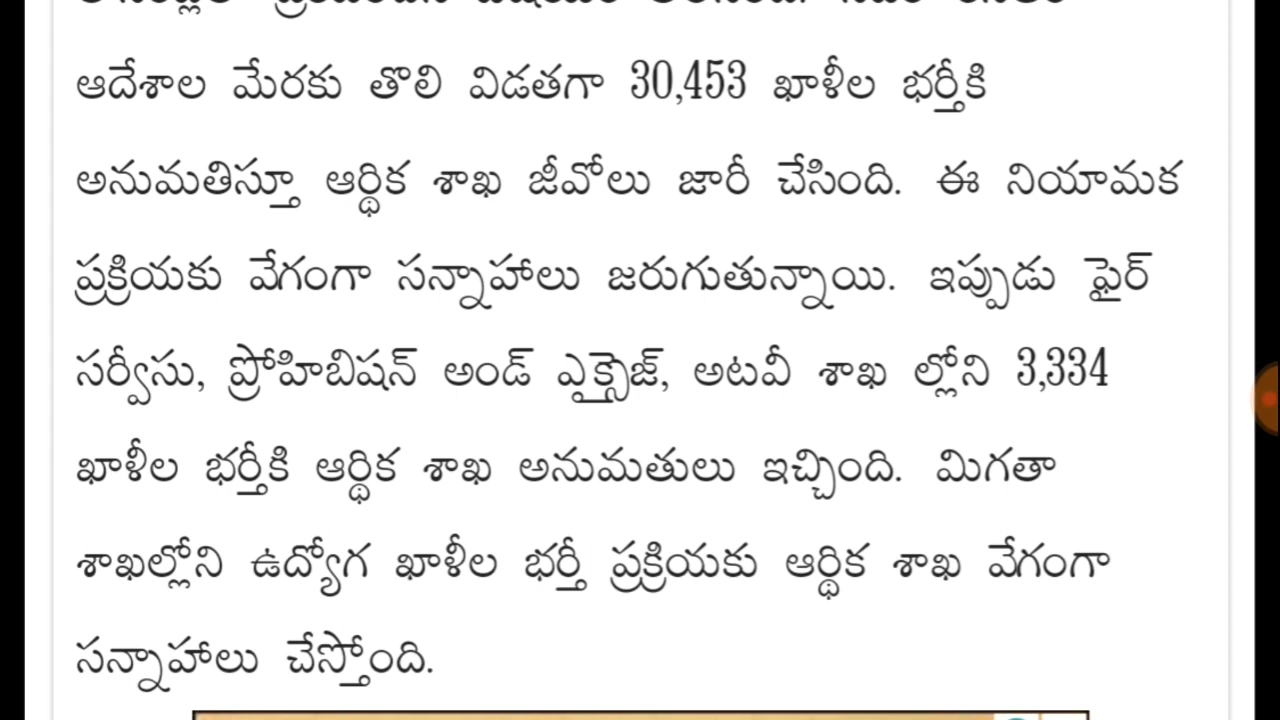 ఆదేశాల మేరకు తొలి విడతగా 30,453 ఖాళీల భర్తీకి
అనుమతిస్తూ ఆర్థిక శాఖ జీవోలు జారీ చేసింది. ఈ నియామక
ప్రక్రియకు వేగంగా సన్నాహాలు జరుగుతున్నాయి. ఇప్పుడు ఫైర్
సర్వీసు, ప్రోహిబిషన్ అండ్ ఎక్సైజ్, అటవీ శాఖ ల్లోని 3,334
ఖాళీల భర్తీకి ఆర్థిక శాఖ అనుమతులు ఇచ్చింది. మిగతా
శాఖల్లోని ఉద్యోగ ఖాళీల భర్తీ ప్రక్రియకు ఆర్థిక శాఖ వేగంగా
సన్నాహాలు చేస్తోంది.